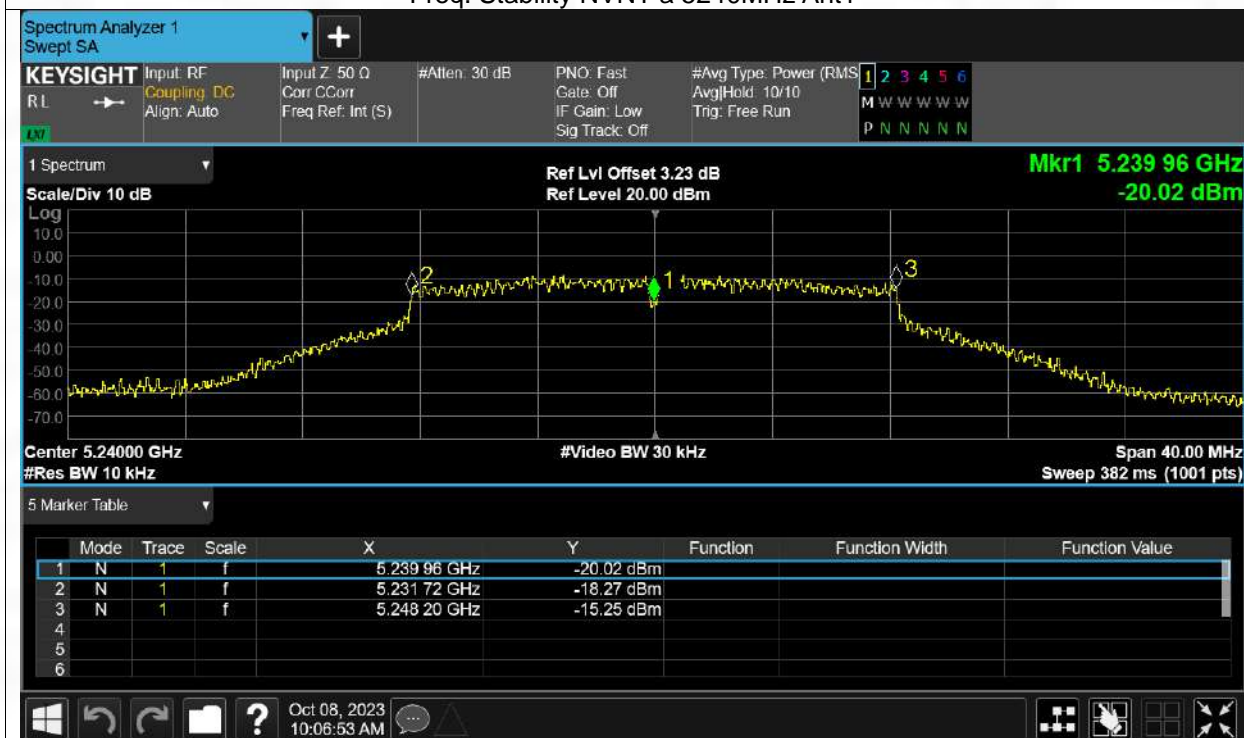 Spectrum Analyzer 1
Swept SA
+
KEYSIGHT Input: RF Input Z: 50 Ω #Atten: 30 dB PNO: Fast #Avg Type: Power (RMS 1 2 3 4 5 6
RL Coupling: DC Corr CCorr Gate: Off Avg|Hold: 10/10 M W W W W W
Align: Auto Freq Ref: Int (S) IF Gain: Low Trig: Free Run
LXI Sig Track: Off P N N N N N
1 Spectrum Ref Lvl Offset 3.23 dB Mkr1 5.239 96 GHz
Scale/Div 10 dB Ref Level 20.00 dBm -20.02 dBm
Log
10.0
0.00
-10.0 2 1 3
-20.0
-30.0
-40.0
-50.0
-60.0
-70.0
Center 5.24000 GHz #Video BW 30 kHz Span 40.00 MHz
#Res BW 10 kHz Sweep 382 ms (1001 pts)
5 Marker Table
Mode Trace Scale X Y Function Function Width Function Value
1 N 1 f 5.239 96 GHz -20.02 dBm
2 N 1 f 5.231 72 GHz -18.27 dBm
3 N 1 f 5.248 20 GHz -15.25 dBm
4
5
6
? Oct 08, 2023
10:06:53 AM